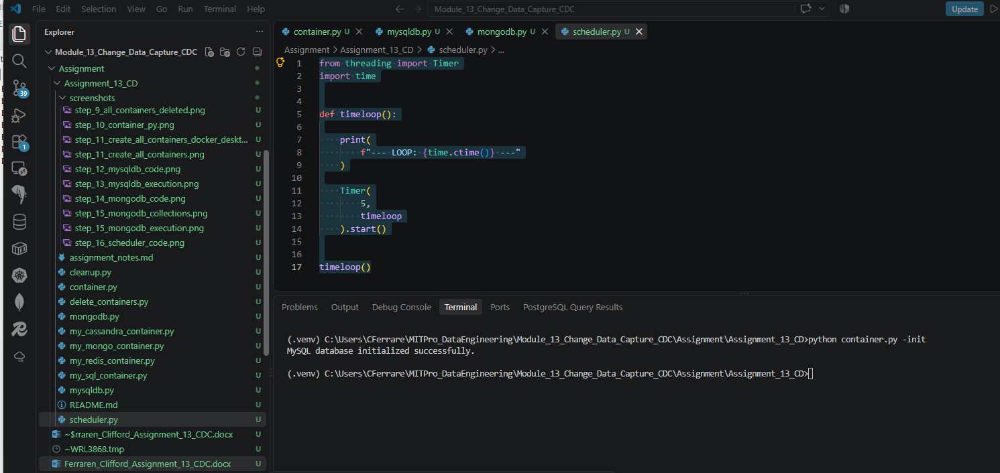 File Edit Selection View Go Run Terminal Help
Module_13_Change_Data_Capture_CDC
Update
Explorer
Module_13_Change_Data_Capture_CDC
Assignment
Assignment_13_CD
screenshots
step_9_all_containers_deleted.png U
step_10_container_py.png U
step_11_create_all_containers_docker_deskt... U
step_11_create_all_containers.png U
step_12_mysqldb_code.png U
step_13_mysqldb_execution.png U
step_14_mongodb_code.png U
step_15_mongodb_collections.png U
step_15_mongodb_execution.png U
step_16_scheduler_code.png U
assignment_notes.md U
cleanup.py U
container.py U
delete_containers.py U
mongodb.py U
my_cassandra_container.py U
my_mongo_container.py U
my_redis_container.py U
my_sql_container.py U
mysqldb.py U
README.md U
scheduler.py U
~$rraren_Clifford_Assignment_13_CDC.docx U
~WRL3868.tmp U
Ferraren_Clifford_Assignment_13_CDC.docx U
39
1
container.py U mysqldb.py U mongodb.py U scheduler.py U
Assignment > Assignment_13_CD > scheduler.py > ...
1 from threading import Timer
2 import time
3
4
5 def timeloop():
6
7 print(
8 f"--- LOOP: {time.ctime()} ---"
9 )
10
11 Timer(
12 5,
13 timeloop
14 ).start()
15
16
17 timeloop()
Problems Output Debug Console Terminal Ports PostgreSQL Query Results
(.venv) C:\Users\CFerrare\MITPro_DataEngineering\Module_13_Change_Data_Capture_CDC\Assignment\Assignment_13_CD>python container.py -init
MySQL database initialized successfully.
(.venv) C:\Users\CFerrare\MITPro_DataEngineering\Module_13_Change_Data_Capture_CDC\Assignment\Assignment_13_CD>